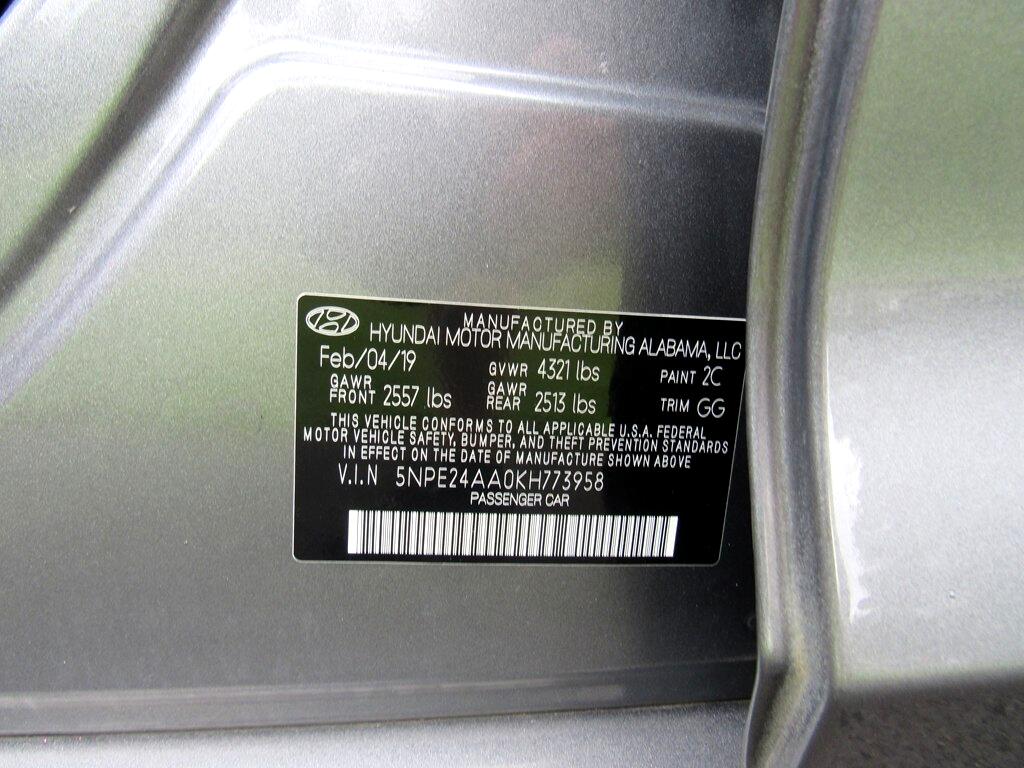 MANUFACTURED BY
HYUNDAI MOTOR MANUFACTURING ALABAMA, LLC
Feb/04/19 GVWR 4321 lbs PAINT 2C
GAWR FRONT 2557 lbs GAWR REAR 2513 lbs TRIM GG
THIS VEHICLE CONFORMS TO ALL APPLICABLE U.S.A. FEDERAL
MOTOR VEHICLE SAFETY, BUMPER, AND THEFT PREVENTION STANDARDS
IN EFFECT ON THE DATE OF MANUFACTURE SHOWN ABOVE
V.I.N 5NPE24AA0KH773958
PASSENGER CAR